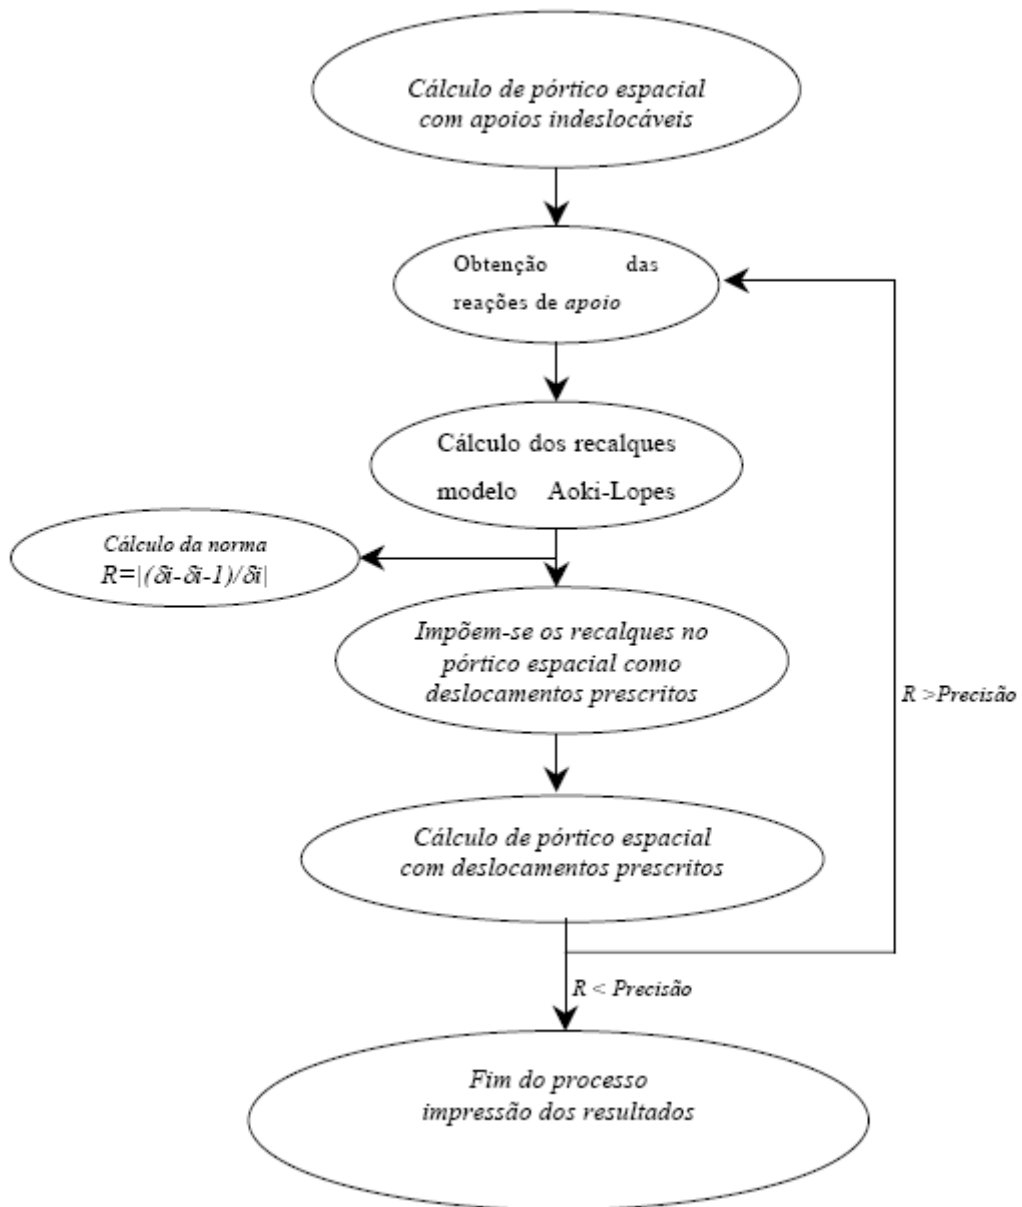 Cálculo de pórtico espacial
com apoios indeslocáveis
Obtenção das
reações de apoio
Cálculo dos recalques
modelo Aoki-Lopes
Cálculo da norma
R=|(δi-δi-1)/δi|
Impõem-se os recalques no
pórtico espacial como
deslocamentos prescritos
R >Precisão
Cálculo de pórtico espacial
com deslocamentos prescritos
R < Precisão
Fim do processo
impressão dos resultados